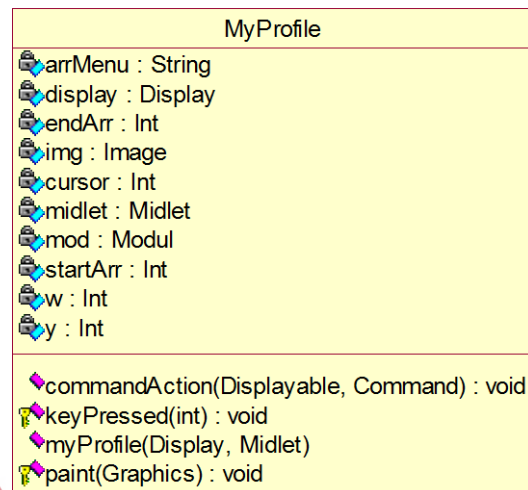 MyProfile
arrMenu : String
display : Display
endArr : Int
img : Image
cursor : Int
midlet : Midlet
mod : Modul
startArr : Int
w : Int
y : Int
commandAction(Displayable, Command) : void
keyPressed(int) : void
myProfile(Display, Midlet)
paint(Graphics) : void